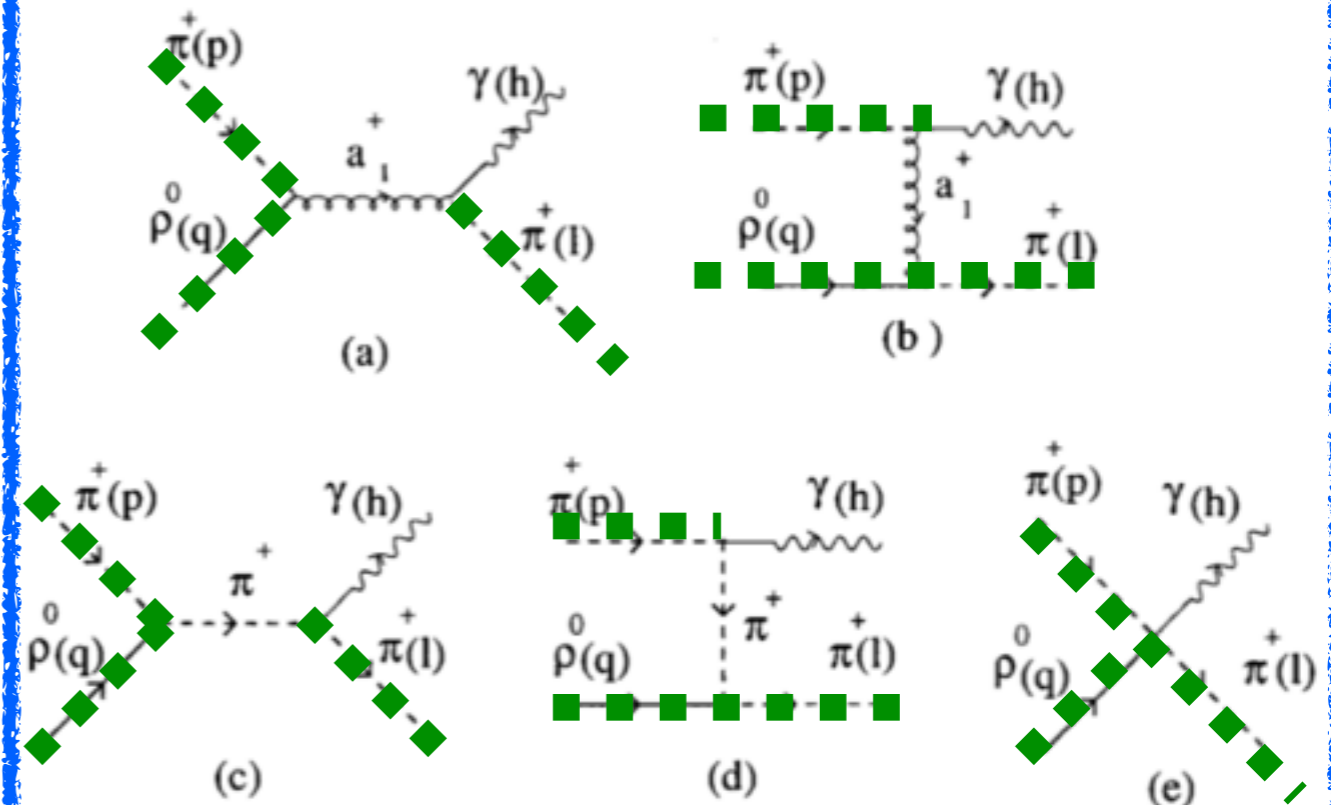 π⁺(p)
γ(h)
a₁⁺
ρ⁰(q)
π⁺(l)
(a)
π⁺(p)
γ(h)
a₁⁺
ρ⁰(q)
π⁺(l)
(b )
π⁺(p)
γ(h)
π⁺
ρ⁰(q)
π⁺(l)
(c)
π⁺(p)
γ(h)
π⁺
ρ⁰(q)
π⁺(l)
(d)
π⁺(p)
γ(h)
ρ⁰(q)
π⁺(l)
(e)